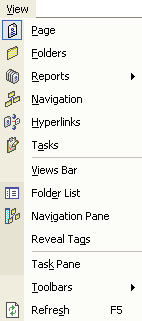 View
Page
Folders
Reports
Navigation
Hyperlinks
Tasks
Views Bar
Folder List
Navigation Pane
Reveal Tags
Task Pane
Toolbars
Refresh F5